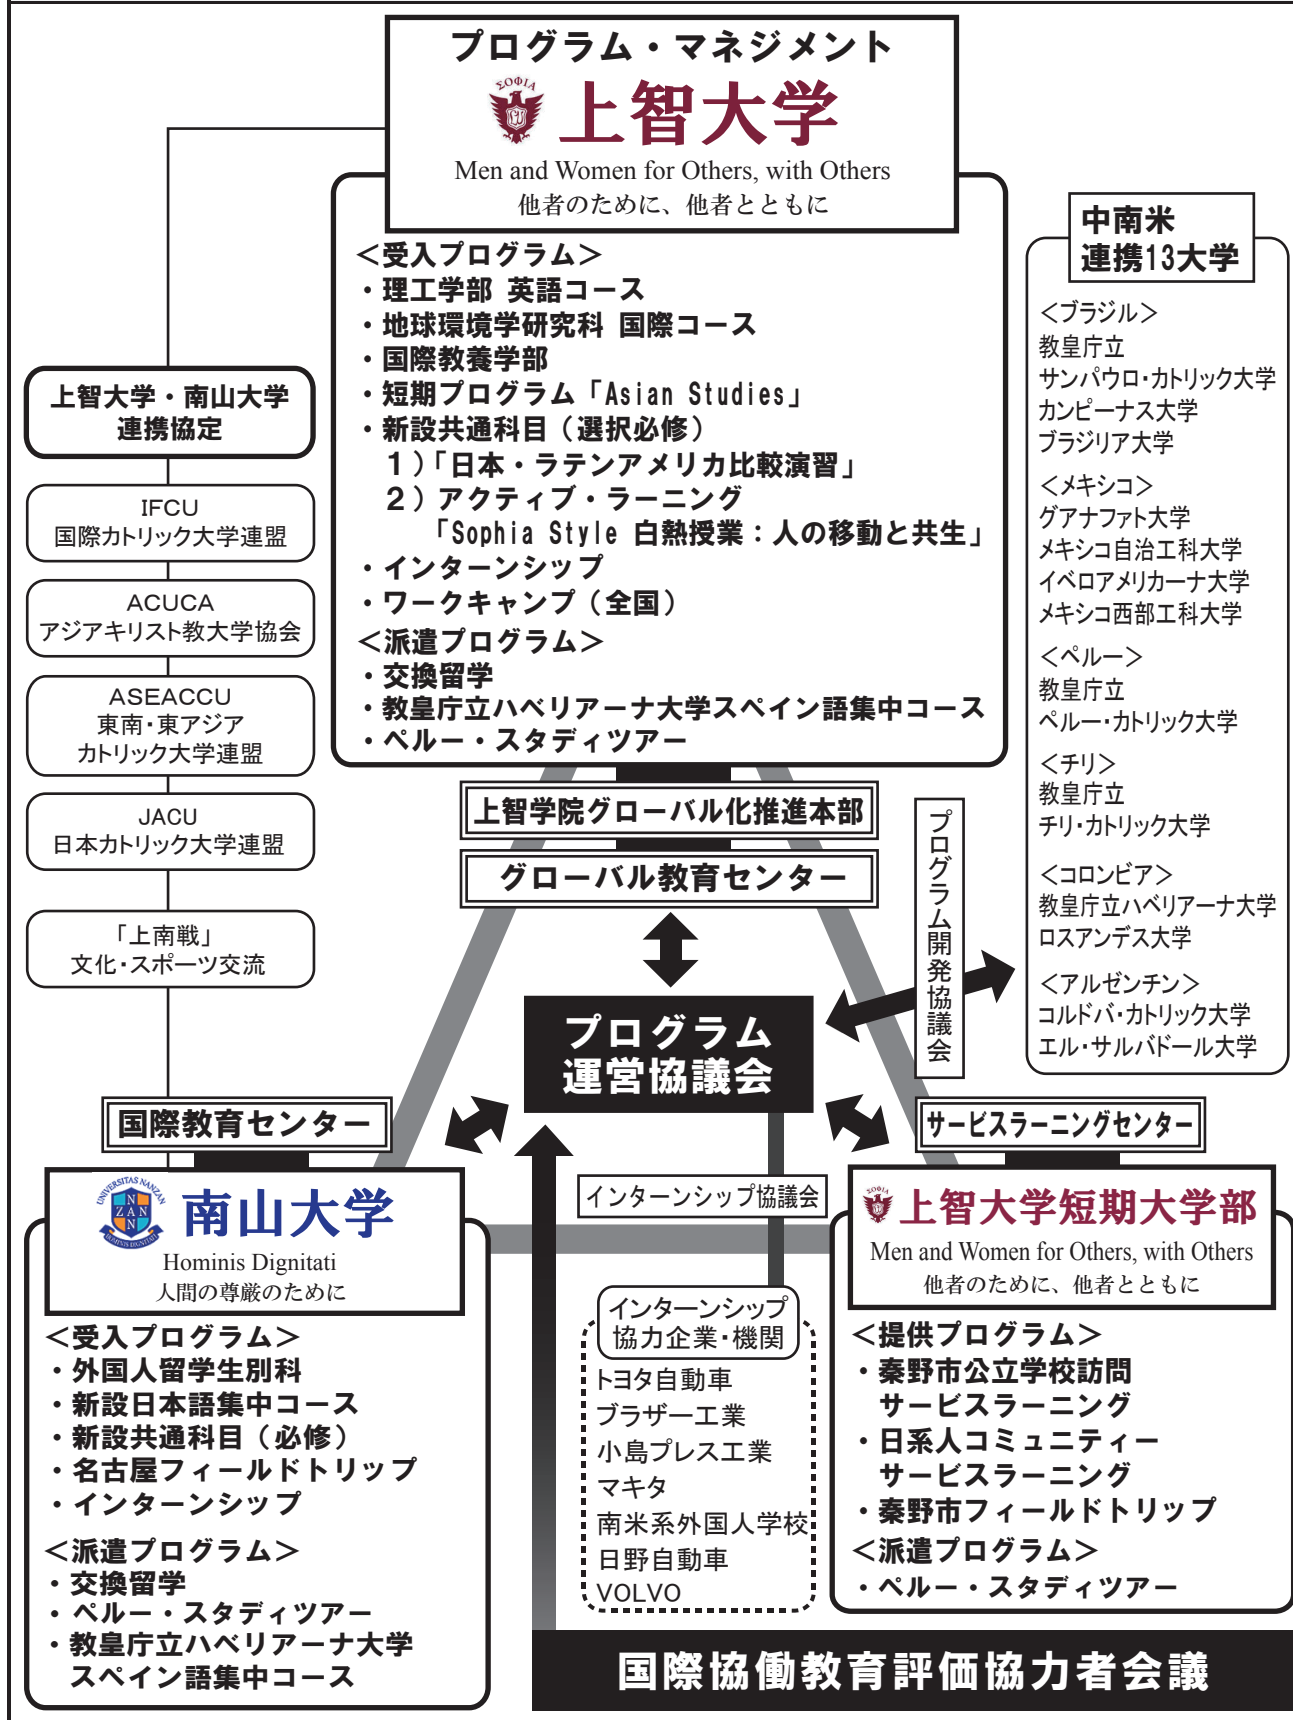 プログラム・マネジメント
ΣΟΦΙΑ
上智大学
Men and Women for Others, with Others
他者のために、他者とともに
<受入プログラム>
・理工学部 英語コース
・地球環境学研究科 国際コース
・国際教養学部
・短期プログラム「Asian Studies」
・新設共通科目（選択必修）
1）「日本・ラテンアメリカ比較演習」
2）アクティブ・ラーニング
「Sophia Style 白熱授業：人の移動と共生」
・インターンシップ
・ワークキャンプ（全国）
<派遣プログラム>
・交換留学
・教皇庁立ハベリアーナ大学スペイン語集中コース
・ペルー・スタディツアー
上智大学・南山大学
連携協定
IFCU
国際カトリック大学連盟
ACUCA
アジアキリスト教大学協会
ASEACCU
東南・東アジア
カトリック大学連盟
JACU
日本カトリック大学連盟
「上南戦」
文化・スポーツ交流
中南米
連携13大学
<ブラジル>
教皇庁立
サンパウロ・カトリック大学
カンピーナス大学
ブラジリア大学
<メキシコ>
グアナファト大学
メキシコ自治工科大学
イベロアメリカーナ大学
メキシコ西部工科大学
<ペルー>
教皇庁立
ペルー・カトリック大学
<チリ>
教皇庁立
チリ・カトリック大学
<コロンビア>
教皇庁立ハベリアーナ大学
ロスアンデス大学
<アルゼンチン>
コルドバ・カトリック大学
エル・サルバドール大学
上智学院グローバル化推進本部
グローバル教育センター
プログラム開発協議会
プログラム
運営協議会
国際教育センター
サービスラーニングセンター
インターンシップ協議会
UNIVERSITAS NANZAN
NANZAN
HOMINIS DIGNITATI
南山大学
Hominis Dignitati
人間の尊厳のために
<受入プログラム>
・外国人留学生別科
・新設日本語集中コース
・新設共通科目（必修）
・名古屋フィールドトリップ
・インターンシップ
<派遣プログラム>
・交換留学
・ペルー・スタディツアー
・教皇庁立ハベリアーナ大学
スペイン語集中コース
インターンシップ
協力企業・機関
トヨタ自動車
ブラザー工業
小島プレス工業
マキタ
南米系外国人学校
日野自動車
VOLVO
ΣΟΦΙΑ
上智大学短期大学部
Men and Women for Others, with Others
他者のために、他者とともに
<提供プログラム>
・秦野市公立学校訪問
サービスラーニング
・日系人コミュニティー
サービスラーニング
・秦野市フィールドトリップ
<派遣プログラム>
・ペルー・スタディツアー
国際協働教育評価協力者会議